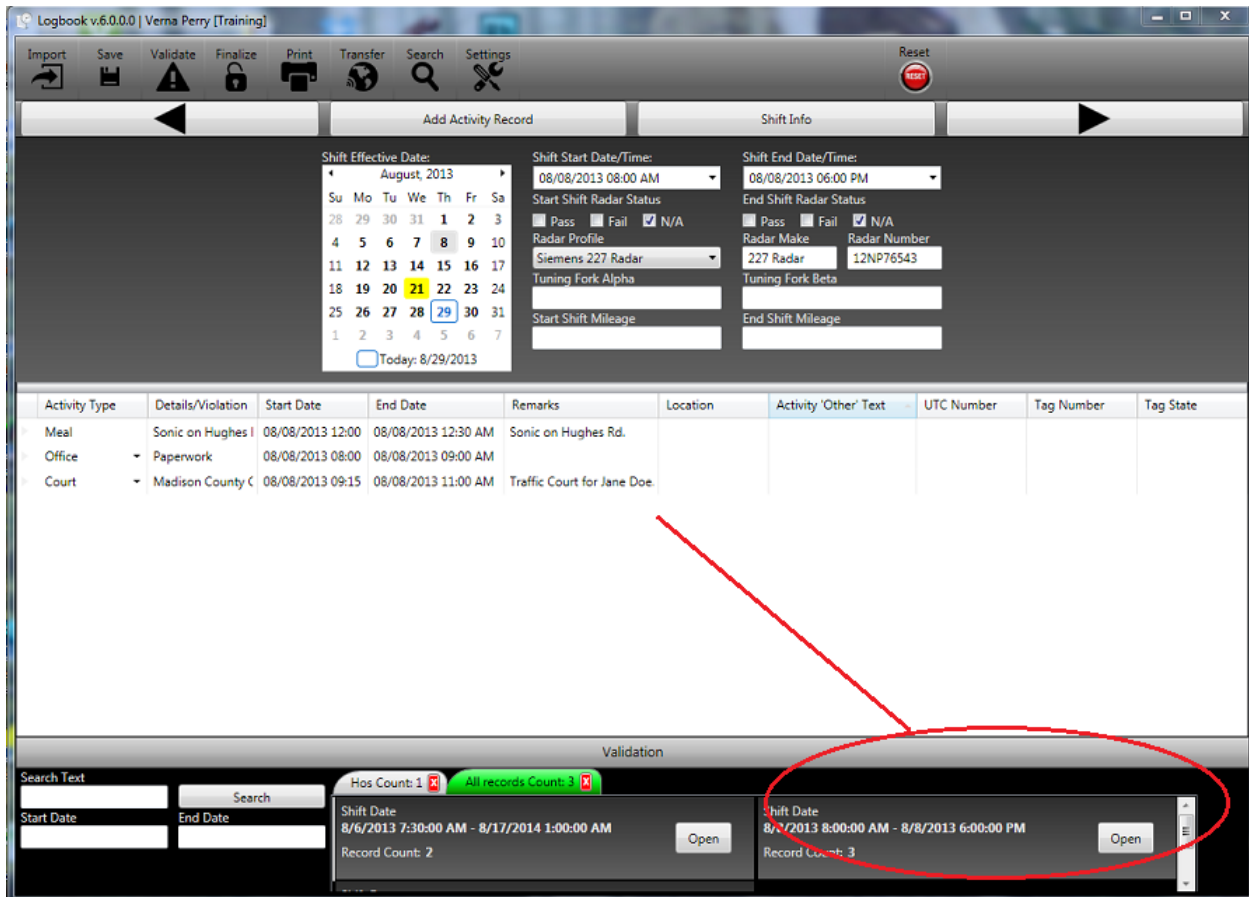 Logbook v.6.0.0.0 | Verna Perry [Training]
Import Save Validate Finalize Print Transfer Search Settings Reset
RESET
Add Activity Record Shift Info
Shift Effective Date: Shift Start Date/Time: Shift End Date/Time:
August, 2013 08/08/2013 08:00 AM 08/08/2013 06:00 PM
Su Mo Tu We Th Fr Sa Start Shift Radar Status End Shift Radar Status
28 29 30 31 1 2 3 Pass Fail N/A Pass Fail N/A
4 5 6 7 8 9 10 Radar Profile Radar Make Radar Number
11 12 13 14 15 16 17 Siemens 227 Radar 227 Radar 12NP76543
18 19 20 21 22 23 24 Tuning Fork Alpha Tuning Fork Beta
25 26 27 28 29 30 31 Start Shift Mileage End Shift Mileage
1 2 3 4 5 6 7
Today: 8/29/2013
Activity Type Details/Violation Start Date End Date Remarks Location Activity 'Other' Text UTC Number Tag Number Tag State
Meal Sonic on Hughes 08/08/2013 12:00 08/08/2013 12:30 AM Sonic on Hughes Rd.
Office Paperwork 08/08/2013 08:00 08/08/2013 09:00 AM
Court Madison County 08/08/2013 09:15 08/08/2013 11:00 AM Traffic Court for Jane Doe.
Validation
Search Text Hos Count: 1 x All records Count: 3 x
Search
Start Date End Date
Shift Date Shift Date
8/6/2013 7:30:00 AM - 8/17/2014 1:00:00 AM Open 8/8/2013 8:00:00 AM - 8/8/2013 6:00:00 PM Open
Record Count: 2 Record Count: 3